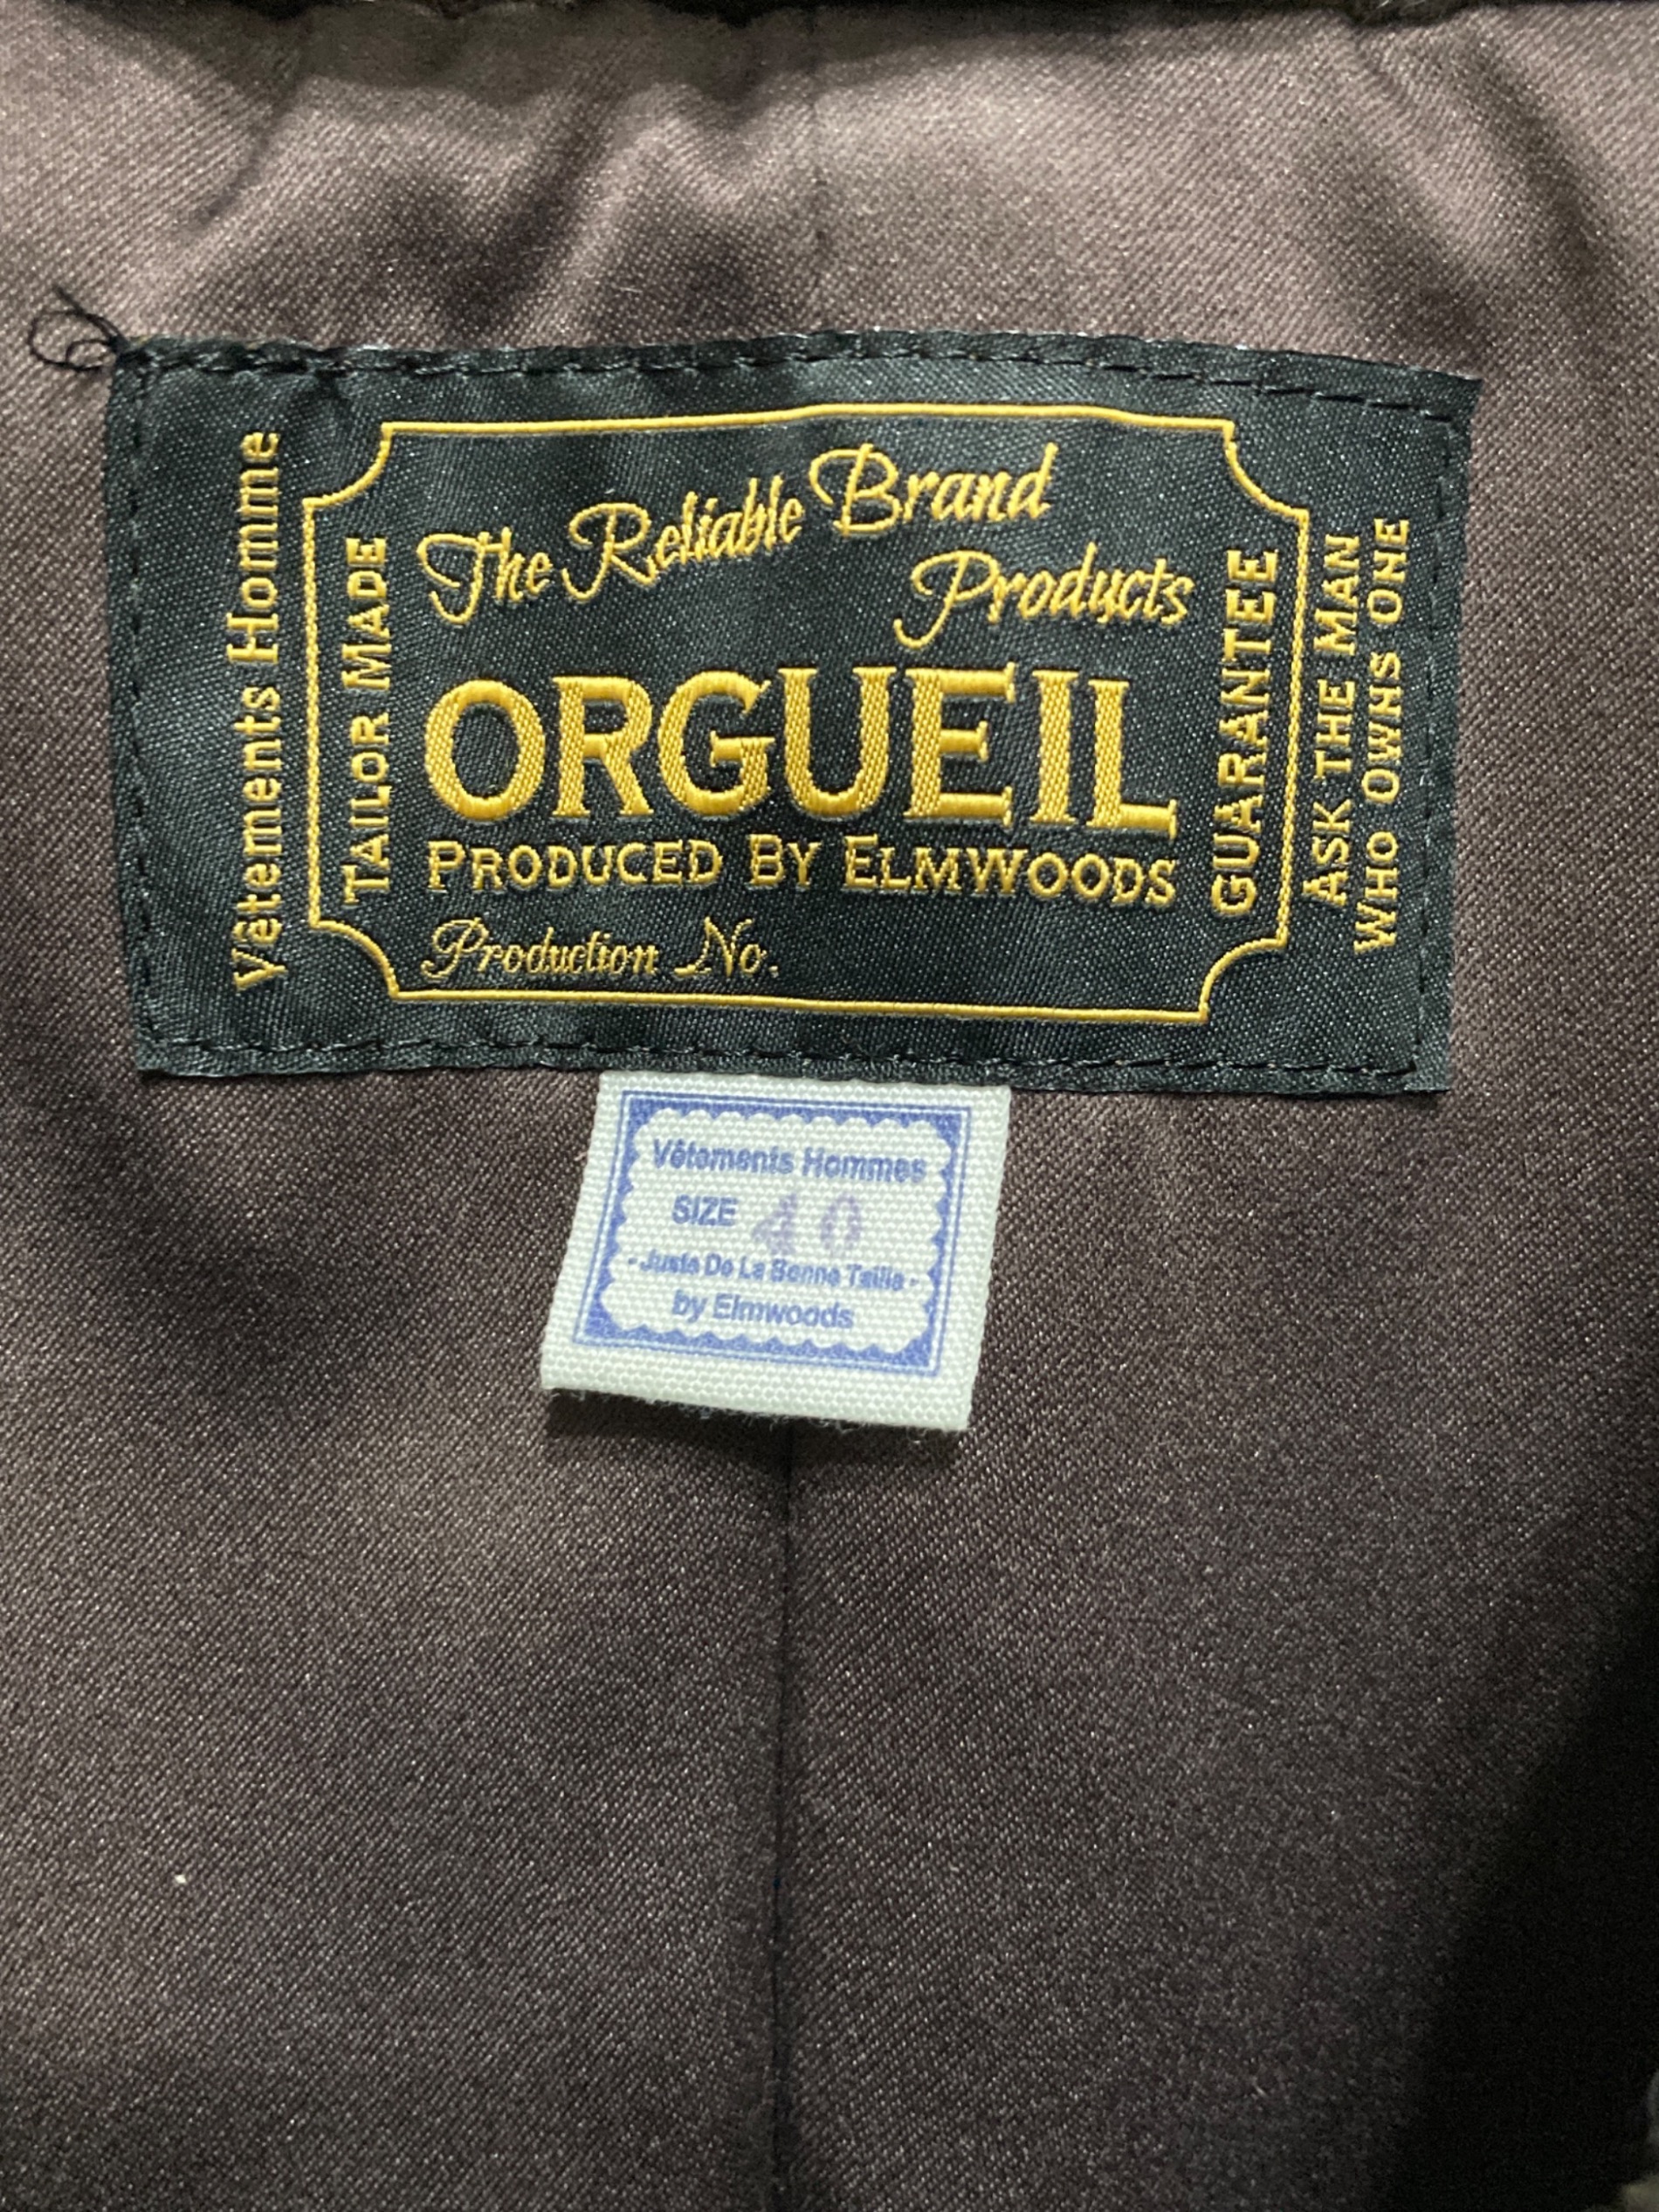 Vêtements Homme
TAILOR MADE
The Reliable Brand
Products
ORGUEIL
PRODUCED BY ELMWOODS
Production No.
GUARANTEE
ASK THE MAN
WHO OWNS ONE
Vêtements Hommes
SIZE 40
- Juste De La Bonne Taille -
by Elmwoods